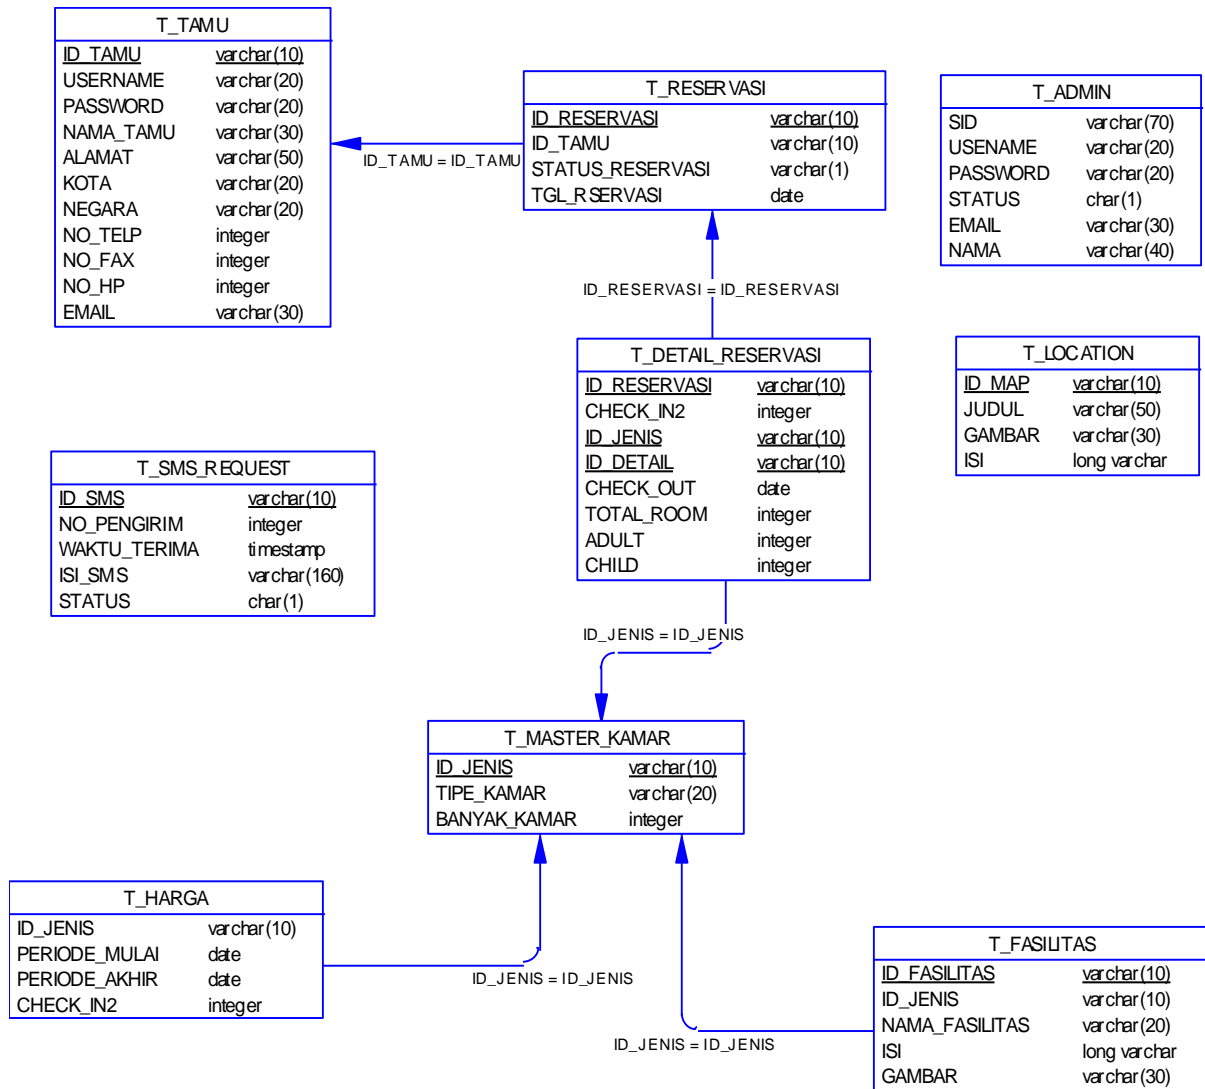 T_TAMU
ID_TAMU varchar(10)
USERNAME varchar(20)
PASSWORD varchar(20)
NAMA_TAMU varchar(30)
ALAMAT varchar(50)
KOTA varchar(20)
NEGARA varchar(20)
NO_TELP integer
NO_FAX integer
NO_HP integer
EMAIL varchar(30)
ID_TAMU = ID_TAMU
T_RESERVASI
ID_RESERVASI varchar(10)
ID_TAMU varchar(10)
STATUS_RESERVASI varchar(1)
TGL_RSERVASI date
T_ADMIN
SID varchar(70)
USENAME varchar(20)
PASSWORD varchar(20)
STATUS char(1)
EMAIL varchar(30)
NAMA varchar(40)
ID_RESERVASI = ID_RESERVASI
T_DETAIL_RESERVASI
ID_RESERVASI varchar(10)
CHECK_IN2 integer
ID_JENIS varchar(10)
ID_DETAIL varchar(10)
CHECK_OUT date
TOTAL_ROOM integer
ADULT integer
CHILD integer
T_LOCATION
ID_MAP varchar(10)
JUDUL varchar(50)
GAMBAR varchar(30)
ISI long varchar
T_SMS_REQUEST
ID_SMS varchar(10)
NO_PENGIRIM integer
WAKTU_TERIMA timestamp
ISI_SMS varchar(160)
STATUS char(1)
ID_JENIS = ID_JENIS
T_MASTER_KAMAR
ID_JENIS varchar(10)
TIPE_KAMAR varchar(20)
BANYAK_KAMAR integer
T_HARGA
ID_JENIS varchar(10)
PERIODE_MULAI date
PERIODE_AKHIR date
CHECK_IN2 integer
ID_JENIS = ID_JENIS
ID_JENIS = ID_JENIS
T_FASILITAS
ID_FASILITAS varchar(10)
ID_JENIS varchar(10)
NAMA_FASILITAS varchar(20)
ISI long varchar
GAMBAR varchar(30)